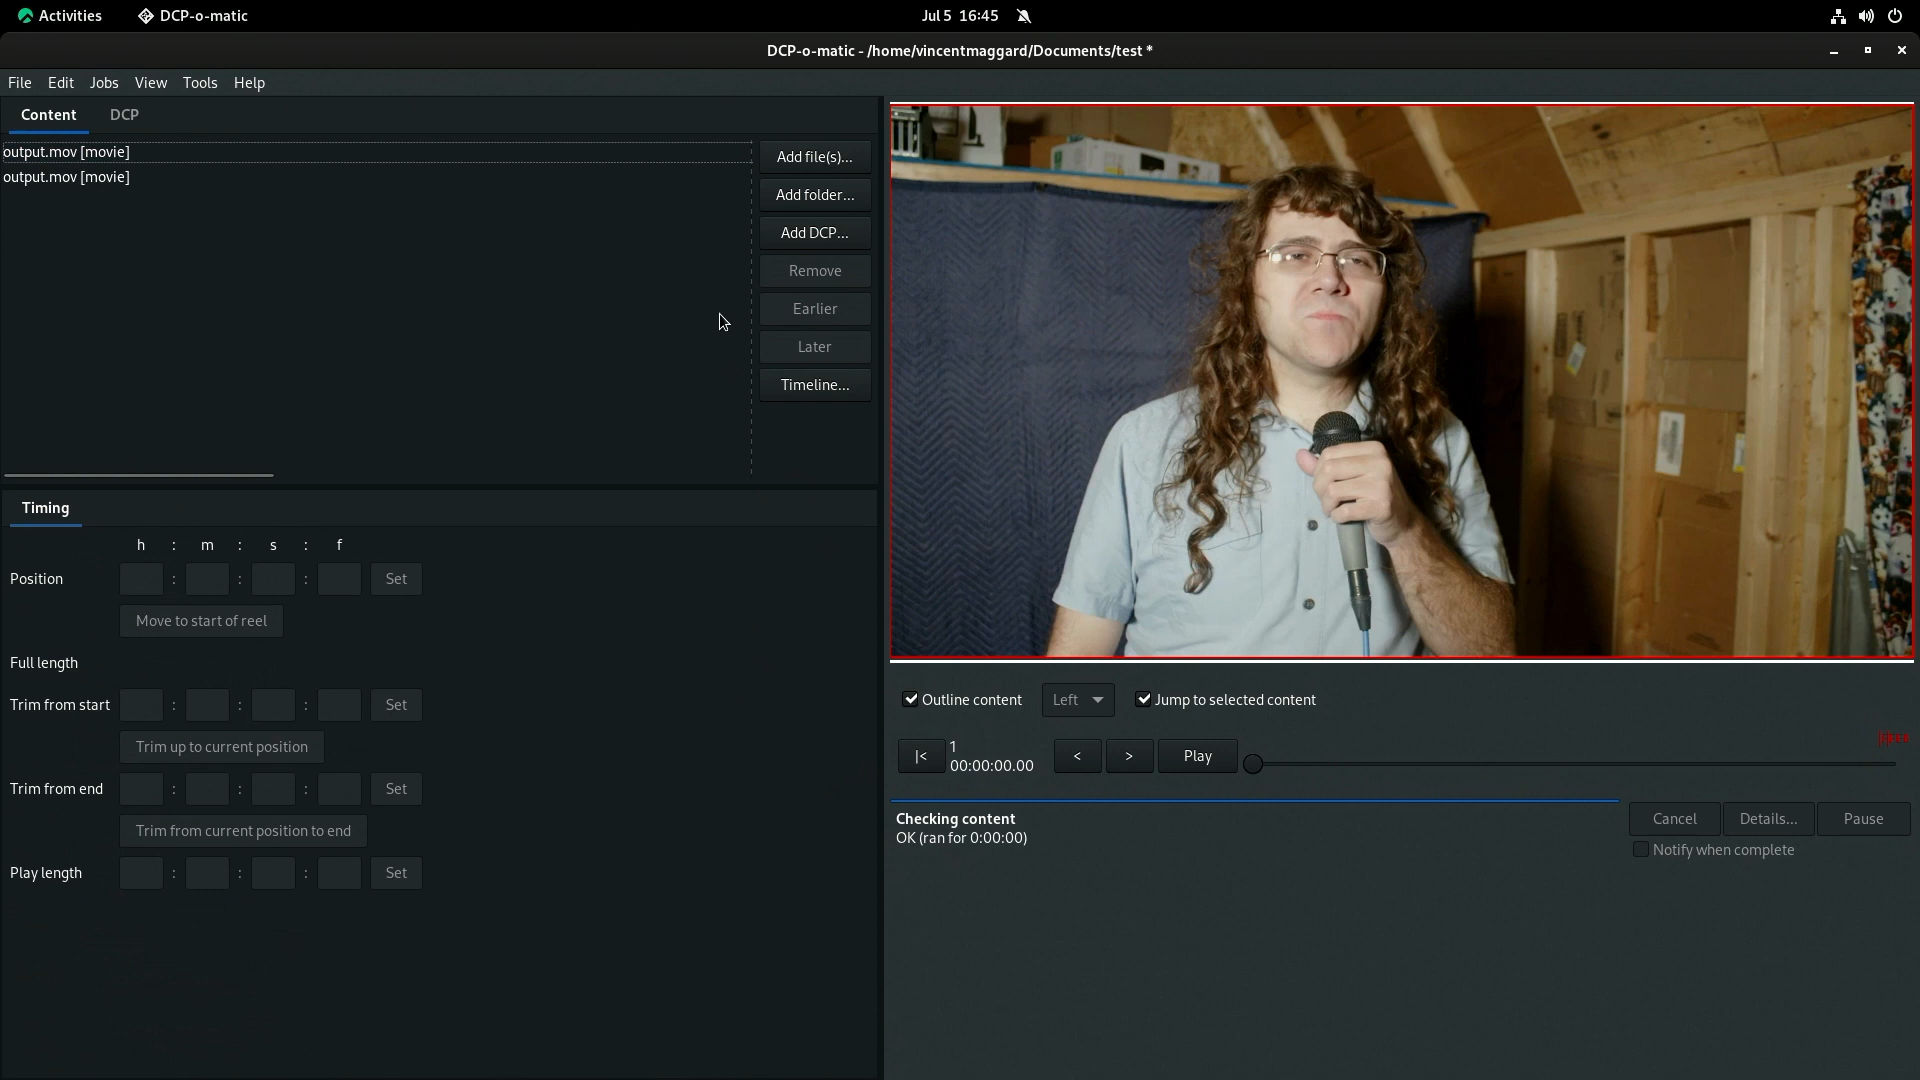 Activities DCP-o-matic Jul 5 16:45
DCP-o-matic - /home/vincentmaggard/Documents/test *
File Edit Jobs View Tools Help
Content DCP
output.mov [movie]
output.mov [movie]
Add file(s)...
Add folder...
Add DCP...
Remove
Earlier
Later
Timeline...
Timing
h : m : s : f
Position : : : Set
Move to start of reel
Full length
Trim from start : : : Set
Trim up to current position
Trim from end : : : Set
Trim from current position to end
Play length : : : Set
Outline content Left Jump to selected content
|< 1 < > Play
00:00:00.00
Checking content
OK (ran for 0:00:00)
Cancel Details... Pause
Notify when complete